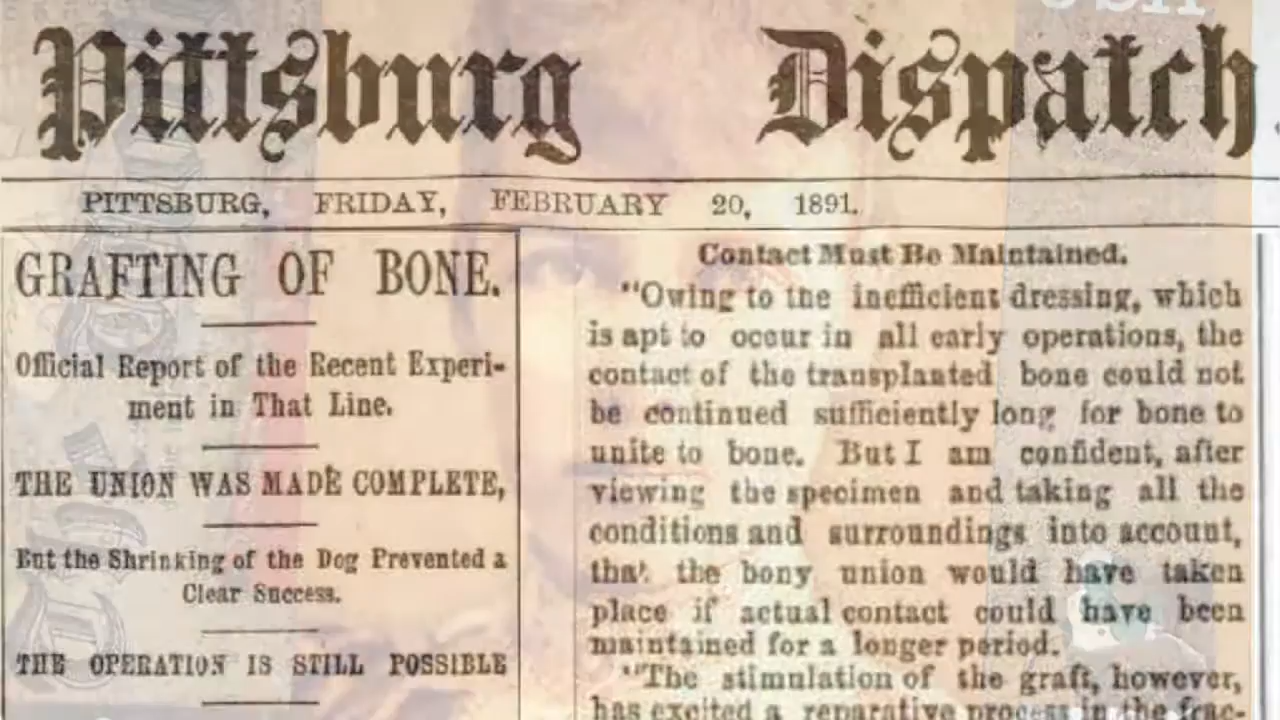 Pittsburg Dispatch.
PITTSBURG, FRIDAY, FEBRUARY 20, 1891.
GRAFTING OF BONE.
Official Report of the Recent Experi-
ment in That Line.
THE UNION WAS MADE COMPLETE,
But the Shrinking of the Dog Prevented a
Clear Success.
THE OPERATION IS STILL POSSIBLE
Contact Must Be Maintained.
"Owing to the inefficient dressing, which
is apt to occur in all early operations, the
contact of the transplanted bone could not
be continued sufficiently long for bone to
unite to bone. But I am confident, after
viewing the specimen and taking all the
conditions and surroundings into account,
that the bony union would have taken
place if actual contact could have been
maintained for a longer period.
"The stimulation of the graft, however,
has excited a reparative process in the frac-